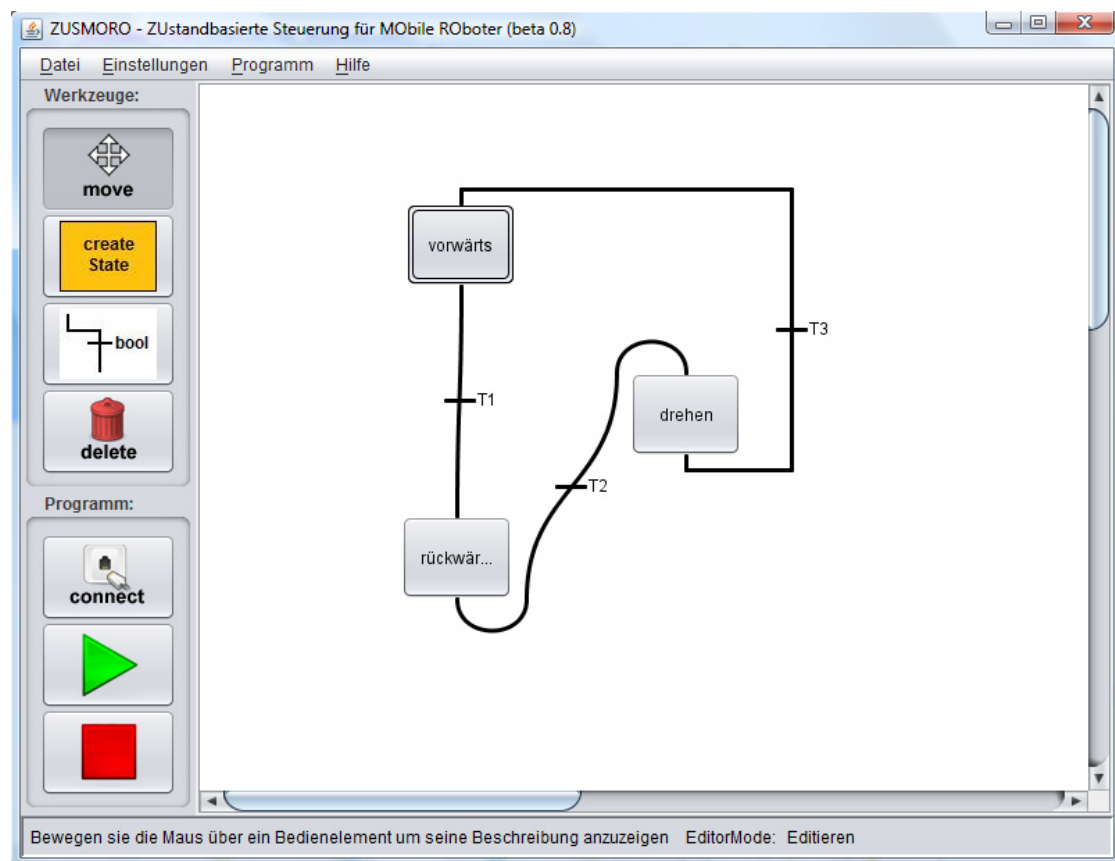 ZUSMORO - ZUstandbasierte Steuerung für MObile ROboter (beta 0.8)
Datei Einstellungen Programm Hilfe
Werkzeuge:
move
create
State
bool
delete
Programm:
connect
vorwärts
T3
T1
drehen
T2
rückwär...
Bewegen sie die Maus über ein Bedienelement um seine Beschreibung anzuzeigen EditorMode: Editieren